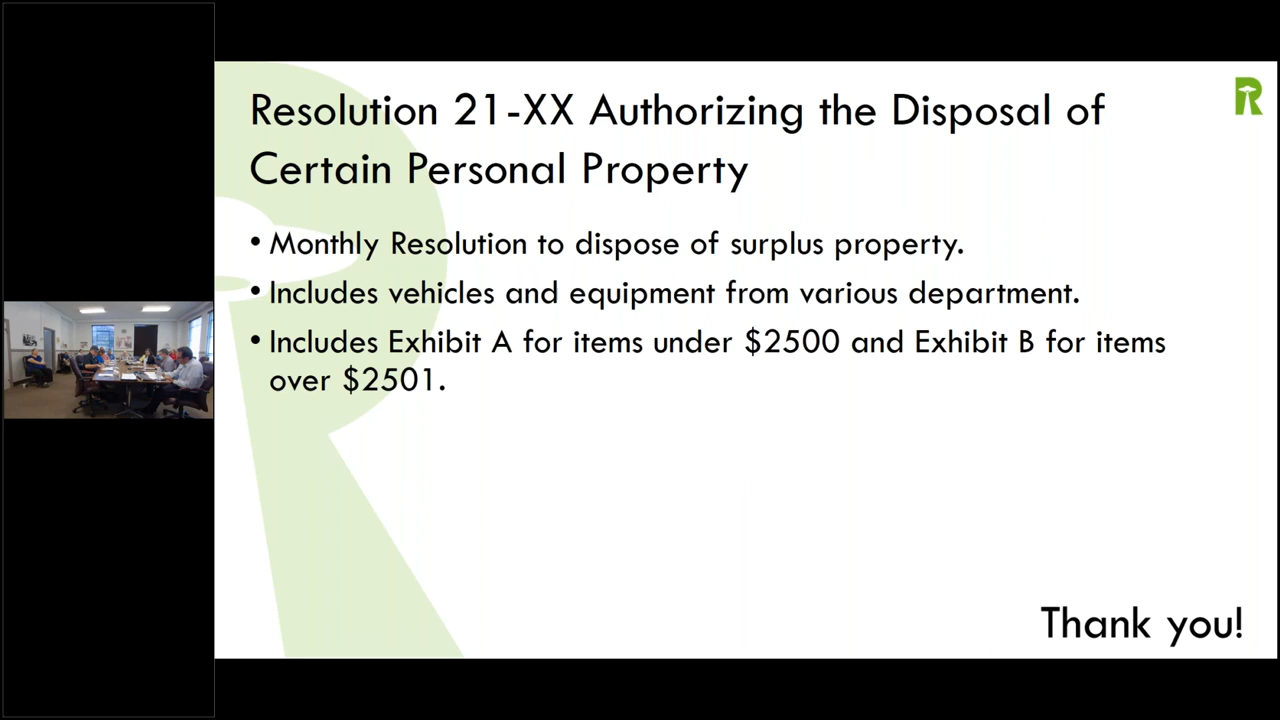 Resolution 21-XX Authorizing the Disposal of
Certain Personal Property
• Monthly Resolution to dispose of surplus property.
• Includes vehicles and equipment from various department.
• Includes Exhibit A for items under $2500 and Exhibit B for items
over $2501.
Thank you!
R